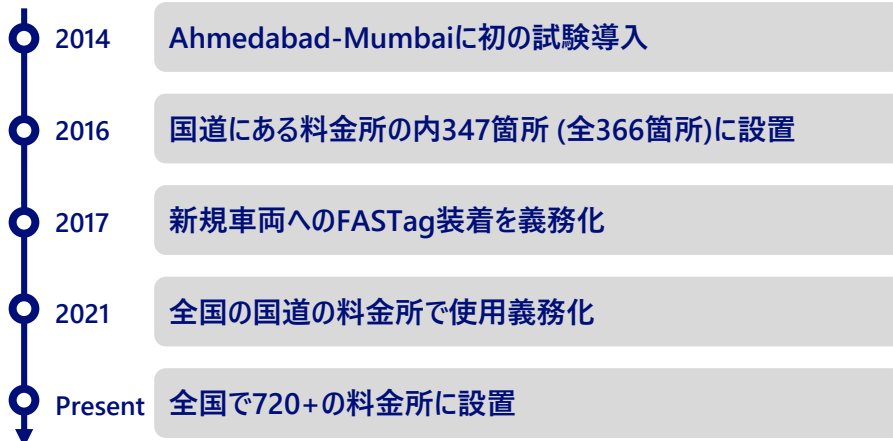 2014 Ahmedabad-Mumbaiに初の試験導入
2016 国道にある料金所の内347箇所 (全366箇所)に設置
2017 新規車両へのFASTag装着を義務化
2021 全国の国道の料金所で使用義務化
Present 全国で720+の料金所に設置